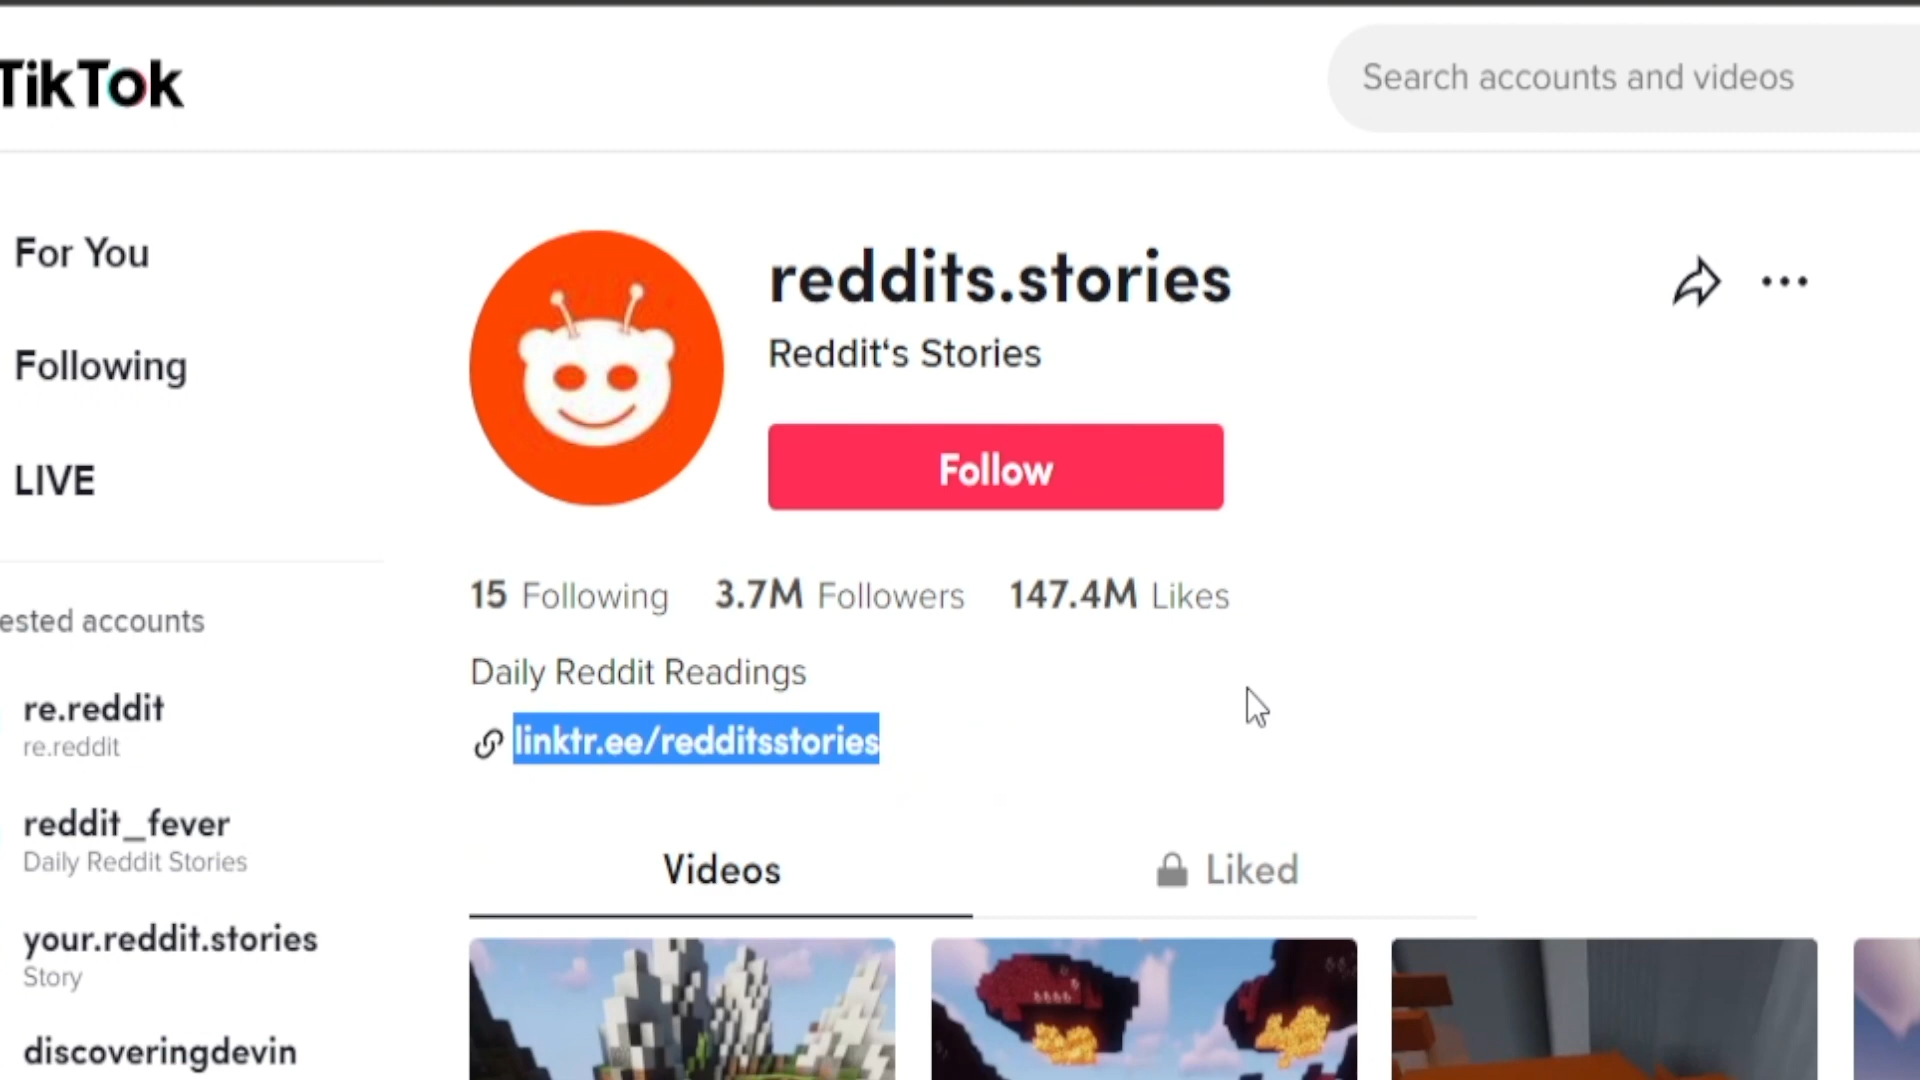 TikTok
Search accounts and videos
For You
Following
LIVE
ested accounts
re.reddit
re.reddit
reddit_fever
Daily Reddit Stories
your.reddit.stories
Story
discoveringdevin
reddits.stories
Reddit‘s Stories
Follow
15 Following 3.7M Followers 147.4M Likes
Daily Reddit Readings
linktr.ee/redditsstories
Videos
Liked